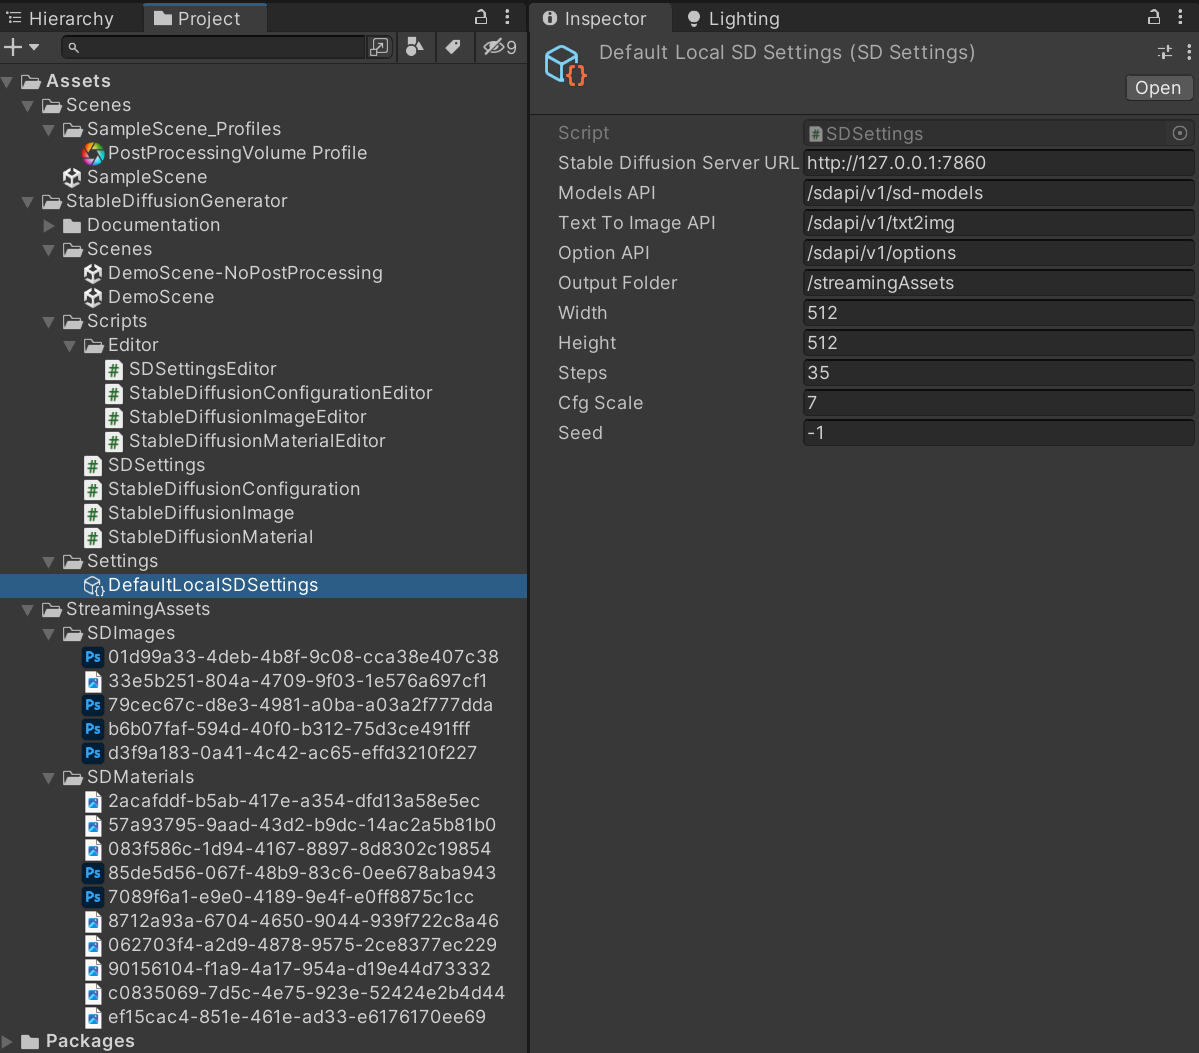 Hierarchy
Project
9
Assets
Scenes
SampleScene_Profiles
PostProcessingVolume Profile
SampleScene
StableDiffusionGenerator
Documentation
Scenes
DemoScene-NoPostProcessing
DemoScene
Scripts
Editor
# SDSettingsEditor
# StableDiffusionConfigurationEditor
# StableDiffusionImageEditor
# StableDiffusionMaterialEditor
# SDSettings
# StableDiffusionConfiguration
# StableDiffusionImage
# StableDiffusionMaterial
Settings
DefaultLocalSDSettings
StreamingAssets
SDImages
Ps 01d99a33-4deb-4b8f-9c08-cca38e407c38
33e5b251-804a-4709-9f03-1e576a697cf1
Ps 79cec67c-d8e3-4981-a0ba-a03a2f777dda
Ps b6b07faf-594d-40f0-b312-75d3ce491fff
Ps d3f9a183-0a41-4c42-ac65-effd3210f227
SDMaterials
2acafddf-b5ab-417e-a354-dfd13a58e5ec
57a93795-9aad-43d2-b9dc-14ac2a5b81b0
083f586c-1d94-4167-8897-8d8302c19854
Ps 85de5d56-067f-48b9-83c6-0ee678aba943
Ps 7089f6a1-e9e0-4189-9e4f-e0ff8875c1cc
8712a93a-6704-4650-9044-939f722c8a46
062703f4-a2d9-4878-9575-2ce8377ec229
90156104-f1a9-4a17-954a-d19e44d73332
c0835069-7d5c-4e75-923e-52424e2b4d44
ef15cac4-851e-461e-ad33-e6176170ee69
Packages
Inspector
Lighting
Default Local SD Settings (SD Settings)
Open
Script # SDSettings
Stable Diffusion Server URL http://127.0.0.1:7860
Models API /sdapi/v1/sd-models
Text To Image API /sdapi/v1/txt2img
Option API /sdapi/v1/options
Output Folder /streamingAssets
Width 512
Height 512
Steps 35
Cfg Scale 7
Seed -1